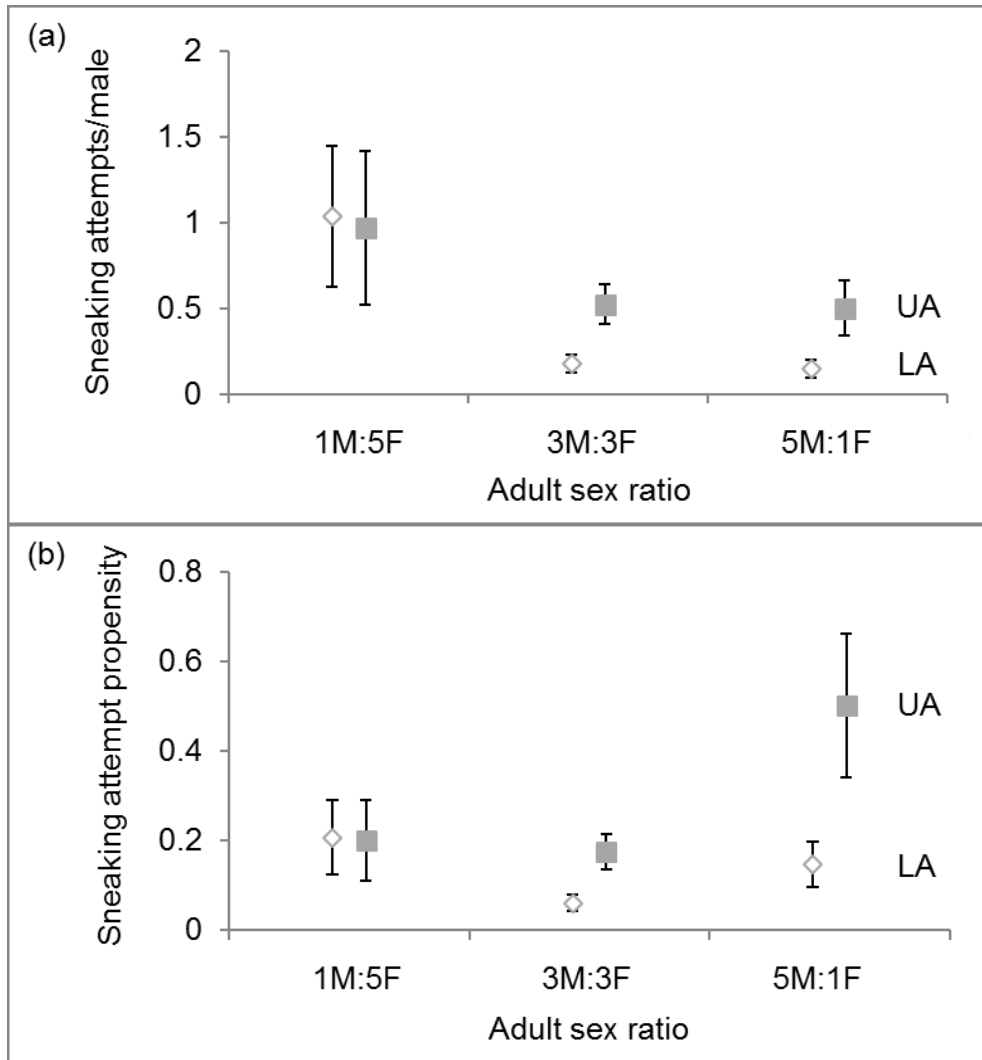 (a)
Sneaking attempts/male
2
1.5
1
0.5
0
UA
LA
1M:5F 3M:3F 5M:1F
Adult sex ratio
(b)
Sneaking attempt propensity
0.8
0.6
0.4
0.2
0
UA
LA
1M:5F 3M:3F 5M:1F
Adult sex ratio